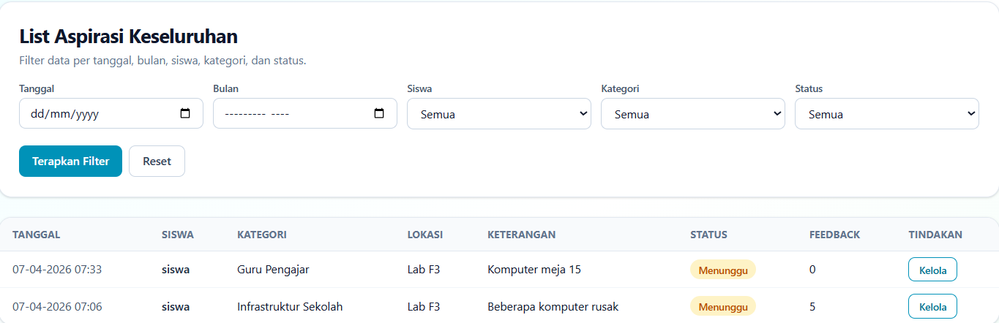 List Aspirasi Keseluruhan
Filter data per tanggal, bulan, siswa, kategori, dan status.
Tanggal Bulan Siswa Kategori Status
dd/mm/yyyy --------- ---- Semua Semua Semua
Terapkan Filter Reset
TANGGAL SISWA KATEGORI LOKASI KETERANGAN STATUS FEEDBACK TINDAKAN
07-04-2026 07:33 siswa Guru Pengajar Lab F3 Komputer meja 15 Menunggu 0 Kelola
07-04-2026 07:06 siswa Infrastruktur Sekolah Lab F3 Beberapa komputer rusak Menunggu 5 Kelola